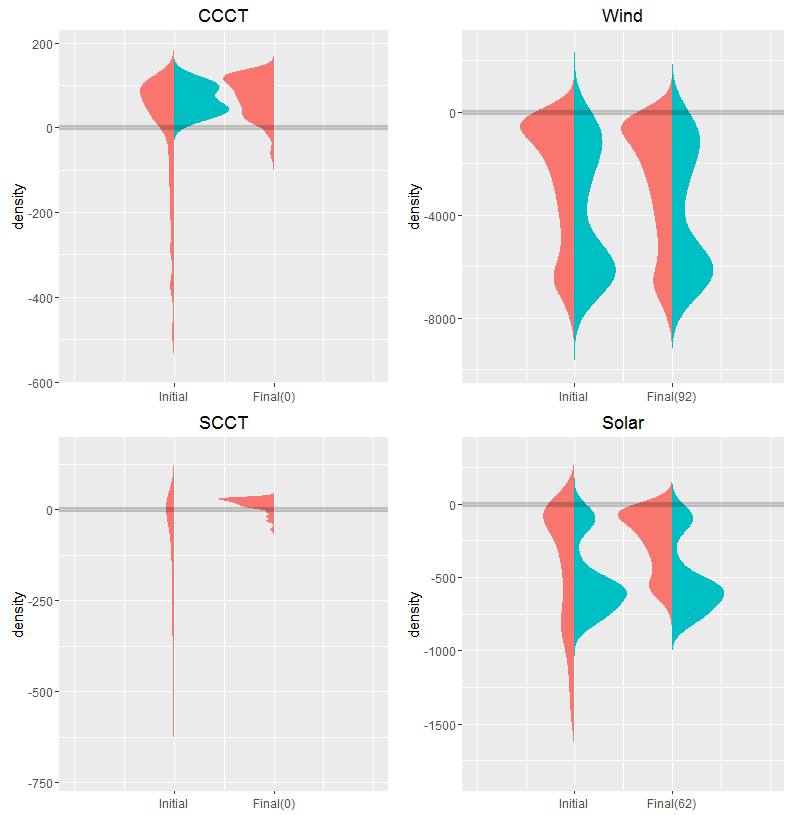 CCCT
density
200
0
-200
-400
-600
Initial
Final(0)
Wind
density
0
-4000
-8000
Initial
Final(92)
SCCT
density
0
-250
-500
-750
Initial
Final(0)
Solar
density
0
-500
-1000
-1500
Initial
Final(62)